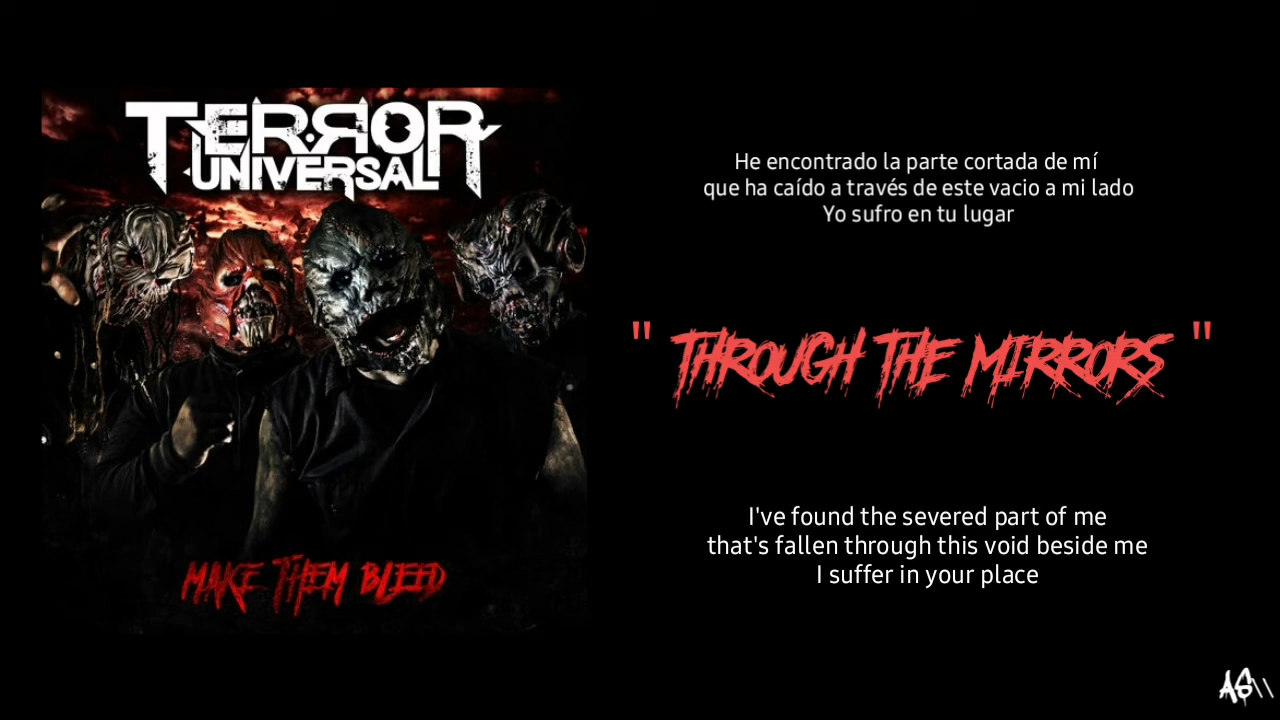 TERROR
UNIVERSAL
MAKE THEM BLEED
He encontrado la parte cortada de mí
que ha caído a través de este vacio a mi lado
Yo sufro en tu lugar
" THROUGH THE MIRRORS "
I've found the severed part of me
that's fallen through this void beside me
I suffer in your place
AS\\